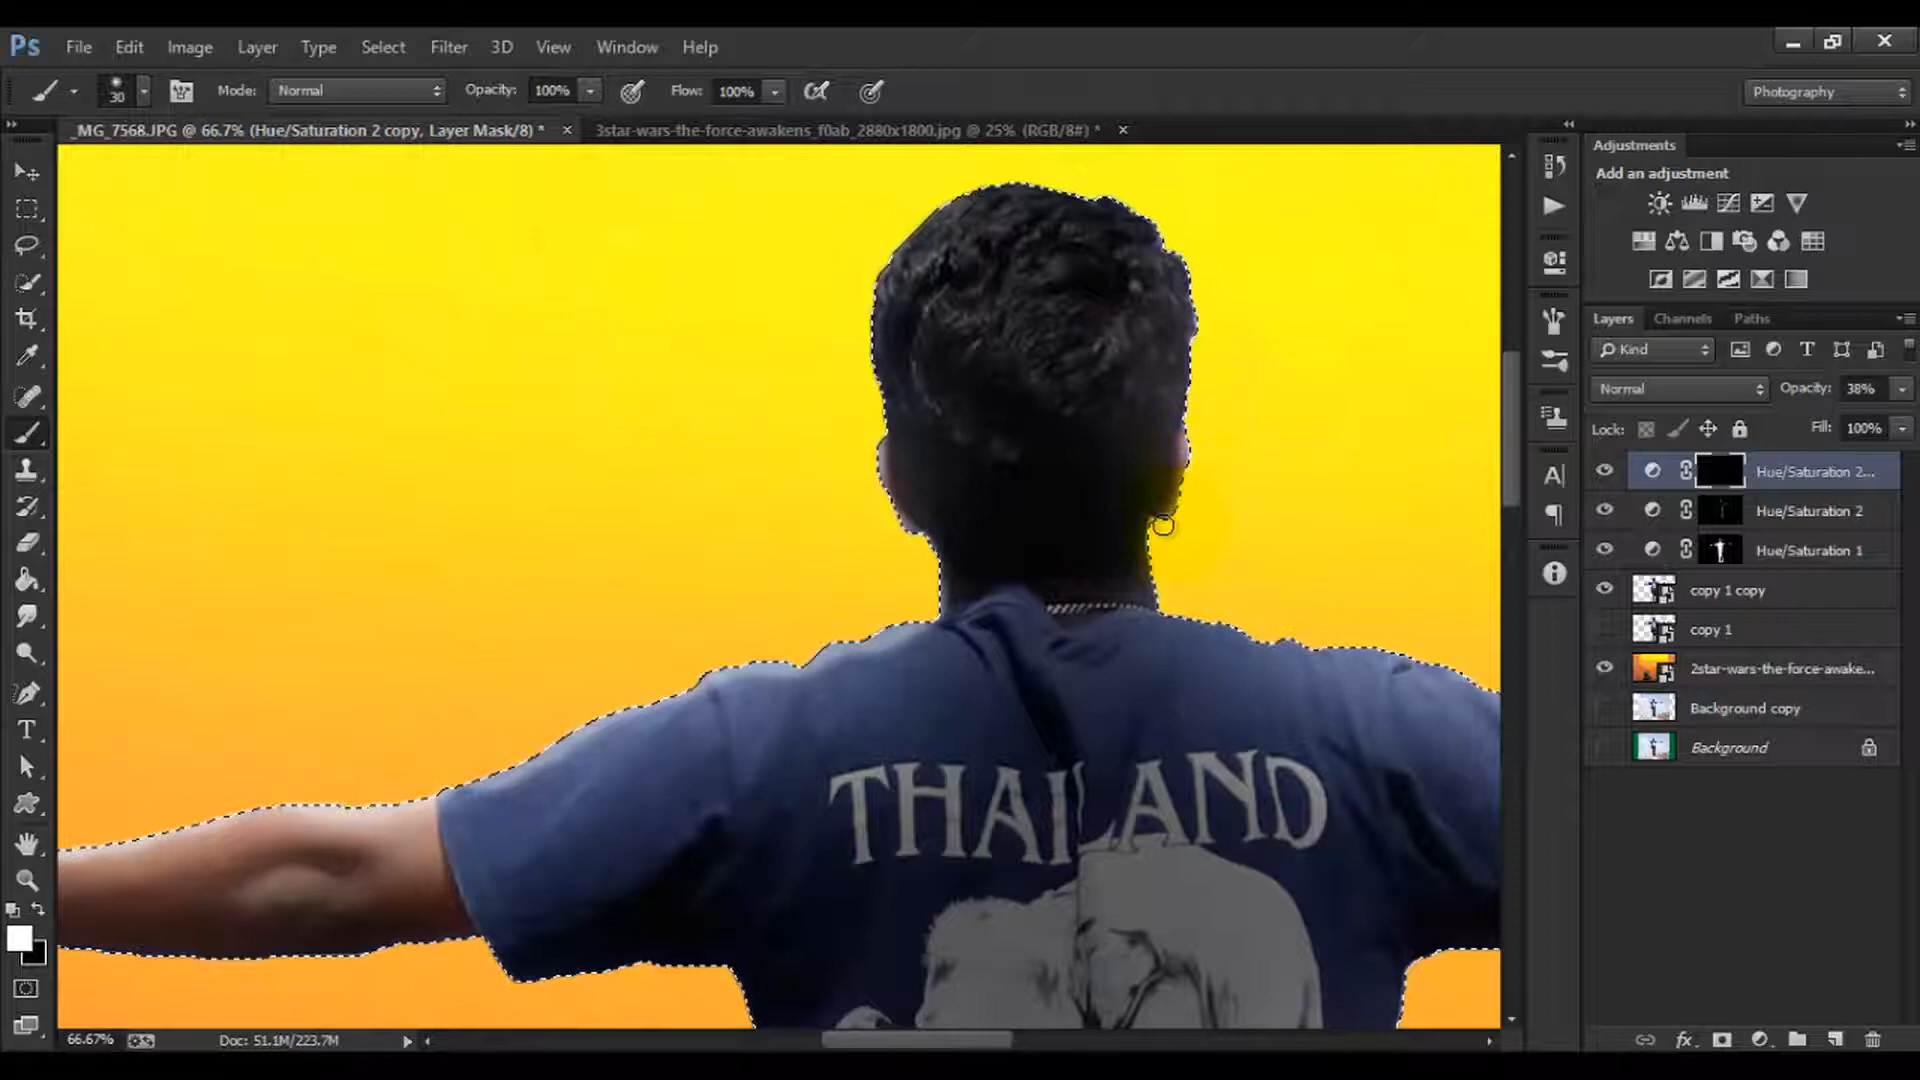 Ps File Edit Image Layer Type Select Filter 3D View Window Help
30 Mode: Normal Opacity: 100% Flow: 100% Photography
_MG_7568.JPG @ 66.7% (Hue/Saturation 2 copy, Layer Mask/8) * × 3star-wars-the-force-awakens_f0ab_2880x1800.jpg @ 25% (RGB/8#) * ×
Adjustments
Add an adjustment
Layers Channels Paths
Kind
Normal Opacity: 38%
Lock: Fill: 100%
Hue/Saturation 2...
Hue/Saturation 2
Hue/Saturation 1
copy 1 copy
copy 1
2star-wars-the-force-awake...
Background copy
Background
THAILAND
66.67% Doc: 51.1M/223.7M